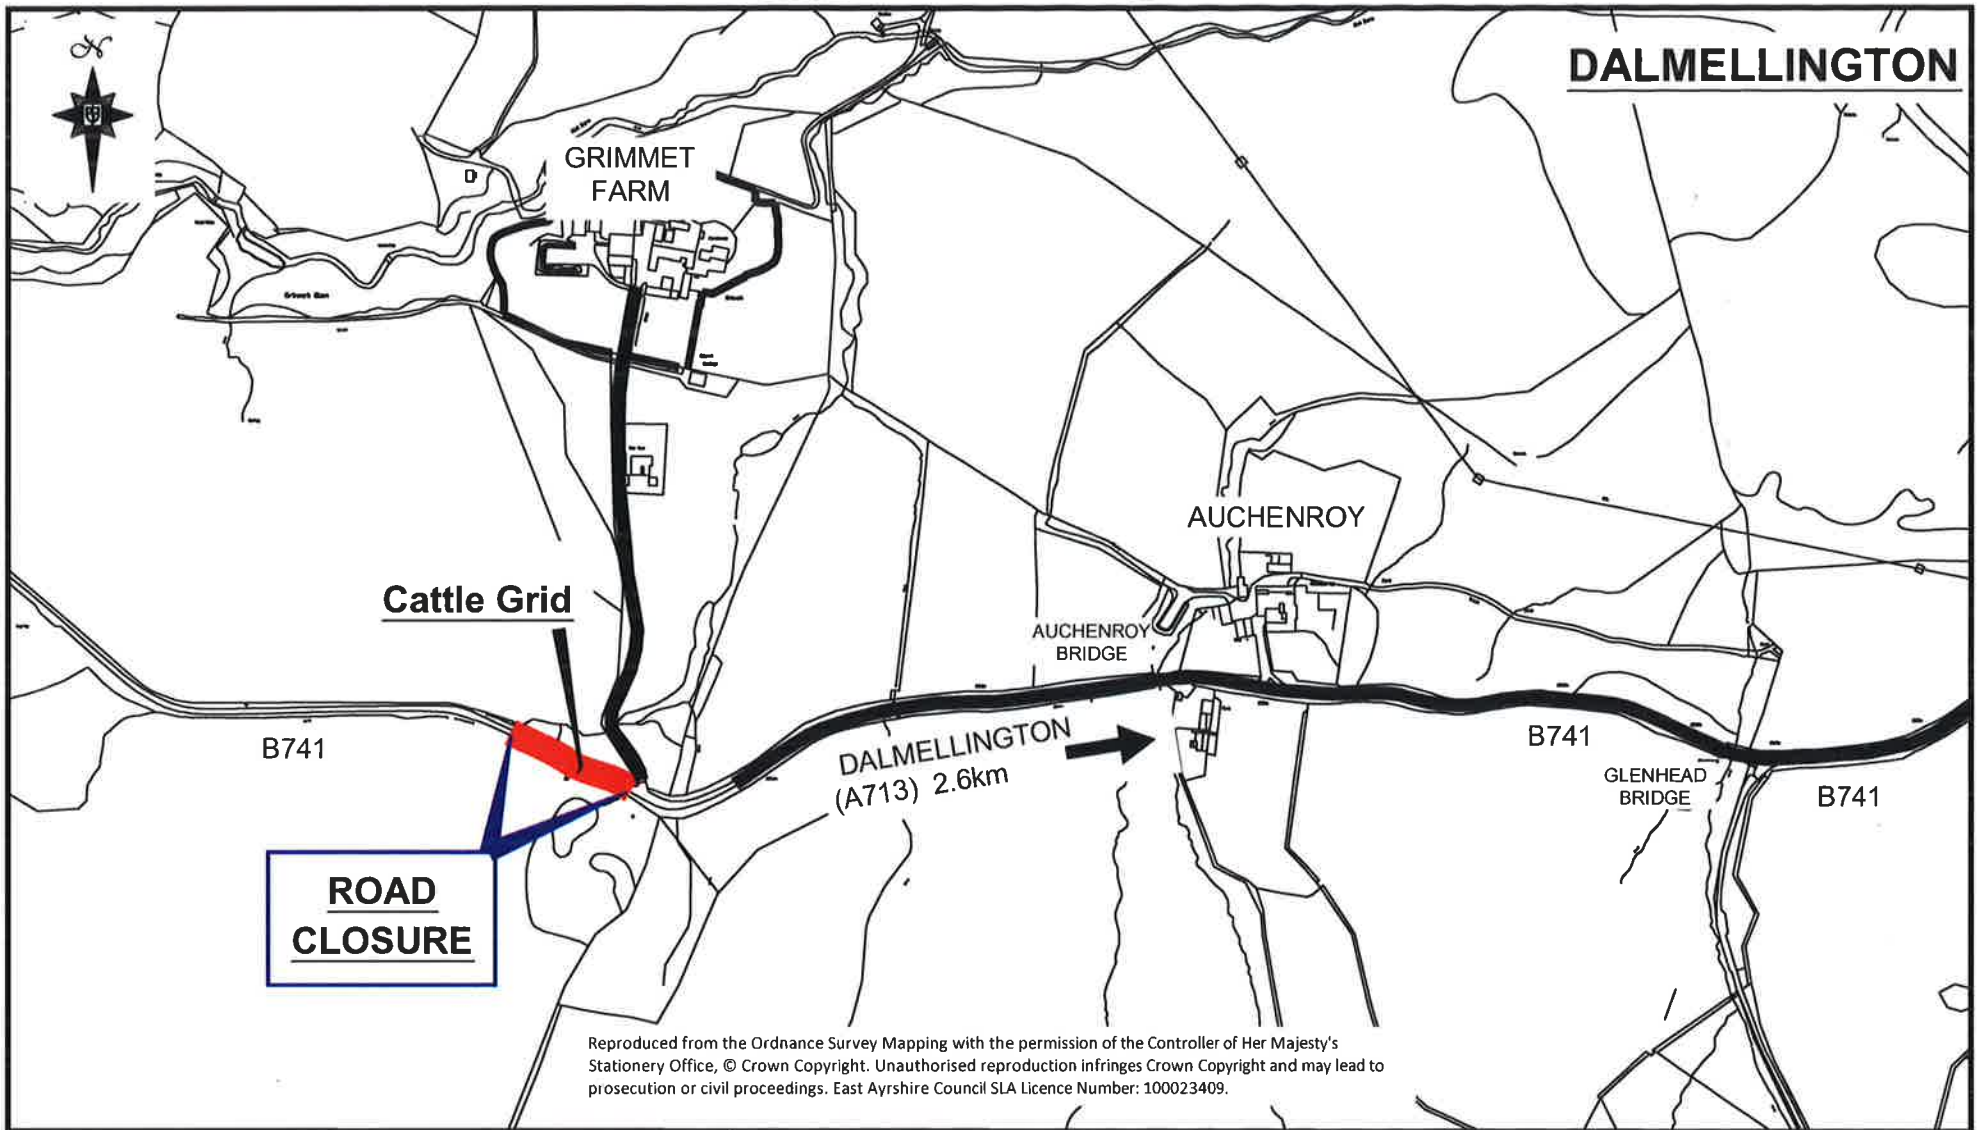 N
DALMELLINGTON
GRIMMET
FARM
Grimmet Glen
AUCHENROY
Cattle Grid
AUCHENROY
BRIDGE
B741
DALMELLINGTON
(A713) 2.6km
B741
GLENHEAD
BRIDGE
B741
ROAD
CLOSURE
Reproduced from the Ordnance Survey Mapping with the permission of the Controller of Her Majesty's
Stationery Office, © Crown Copyright. Unauthorised reproduction infringes Crown Copyright and may lead to
prosecution or civil proceedings. East Ayrshire Council SLA Licence Number: 100023409.